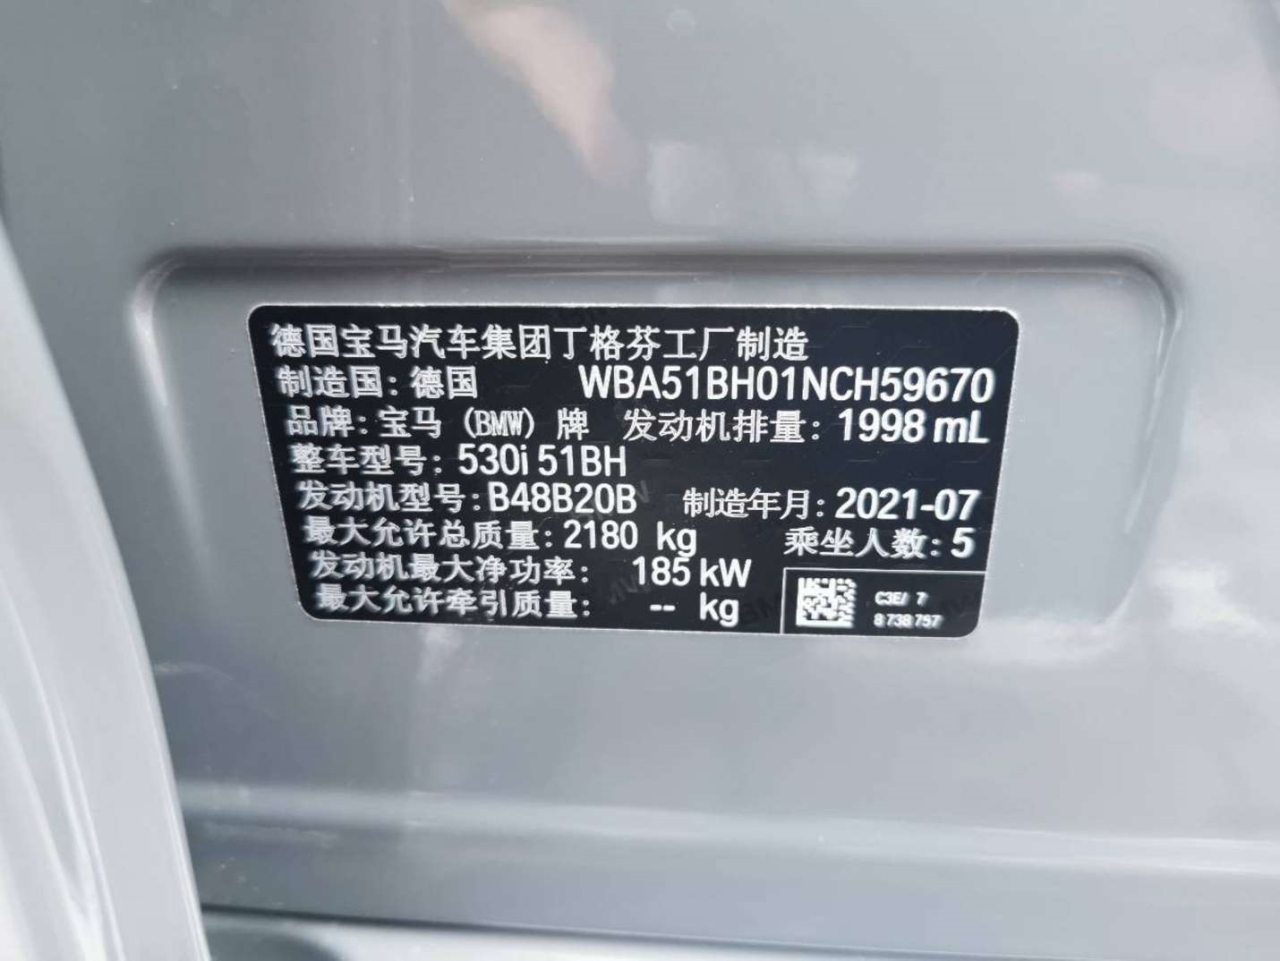 德国宝马汽车集团丁格芬工厂制造
制造国：德国 WBA51BH01NCH59670
品牌：宝马（BMW）牌 发动机排量：1998 mL
整车型号：530i 51BH
发动机型号：B48B20B 制造年月：2021-07
最大允许总质量：2180 kg 乘坐人数：5
发动机最大净功率： 185 kW
最大允许牵引质量： -- kg
C3E/ 7
8 738 757